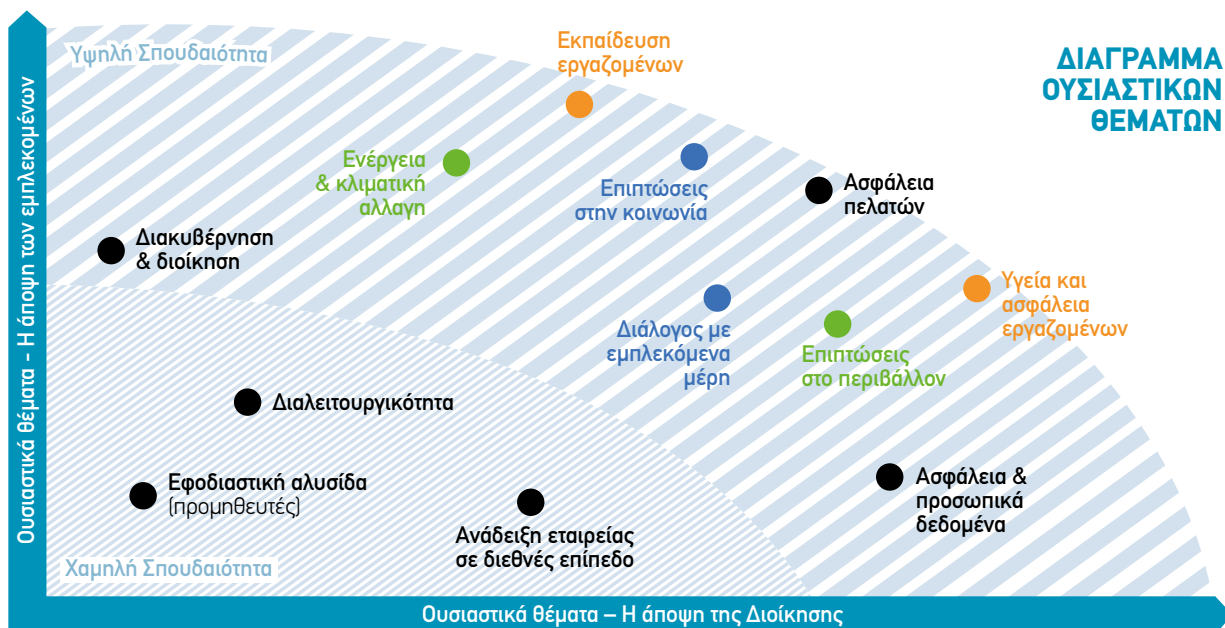 Ουσιαστικά θέματα - Η άποψη των εμπλεκομένων
Υψηλή Σπουδαιότητα
Εκπαίδευση
εργαζομένων
ΔΙΑΓΡΑΜΜΑ
ΟΥΣΙΑΣΤΙΚΩΝ
ΘΕΜΑΤΩΝ
Ενέργεια
& κλιματική
αλλαγη
Επιπτώσεις
στην κοινωνία
Ασφάλεια
πελατών
Διακυβέρνηση
& διοίκηση
Διάλογος με
εμπλεκόμενα
μέρη
Επιπτώσεις
στο περιβάλλον
Υγεία και
ασφάλεια
εργαζομένων
Διαλειτουργικότητα
Εφοδιαστική αλυσίδα
(προμηθευτές)
Ανάδειξη εταιρείας
σε διεθνές επίπεδο
Ασφάλεια &
προσωπικά
δεδομένα
Χαμηλή Σπουδαιότητα
Ουσιαστικά θέματα – Η άποψη της Διοίκησης